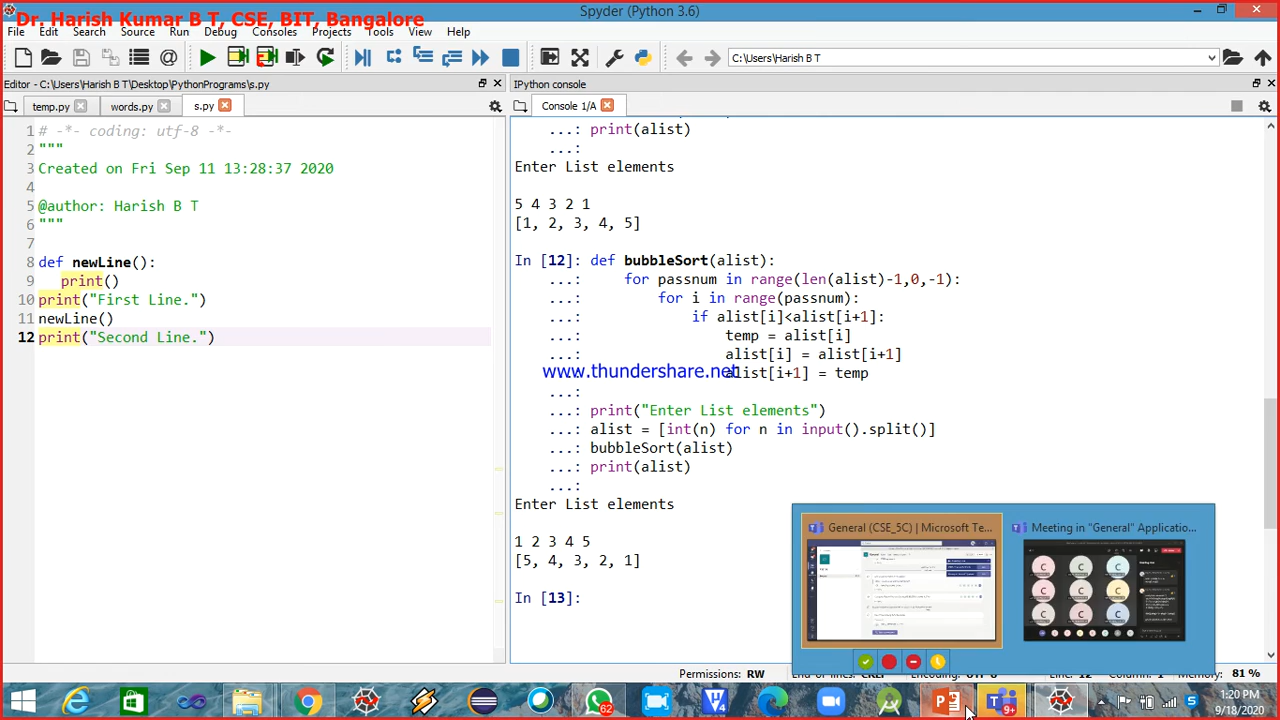 Spyder (Python 3.6)
Dr. Harish Kumar B T, CSE, BIT, Bangalore
File Edit Search Source Run Debug Consoles Projects Tools View Help
C:\Users\Harish B T
Editor - C:\Users\Harish B T\Desktop\PythonPrograms\s.py
temp.py words.py s.py
1 # -*- coding: utf-8 -*-
2 """
3 Created on Fri Sep 11 13:28:37 2020
4
5 @author: Harish B T
6 """
7
8 def newLine():
9 print()
10 print("First Line.")
11 newLine()
12 print("Second Line.")
IPython console
Console 1/A
...: print(alist)
...:
Enter List elements
5 4 3 2 1
[1, 2, 3, 4, 5]
In [12]: def bubbleSort(alist):
...: for passnum in range(len(alist)-1,0,-1):
...: for i in range(passnum):
...: if alist[i]<alist[i+1]:
...: temp = alist[i]
...: alist[i] = alist[i+1]
...: alist[i+1] = temp
www.thundershare.net
...:
...: print("Enter List elements")
...: alist = [int(n) for n in input().split()]
...: bubbleSort(alist)
...: print(alist)
...:
Enter List elements
1 2 3 4 5
[5, 4, 3, 2, 1]
In [13]:
General (CSE_5C) | Microsoft Te...
Meeting in "General" Applicatio...
Permissions: RW
Memory: 81 %
62
9+
1:20 PM
9/18/2020